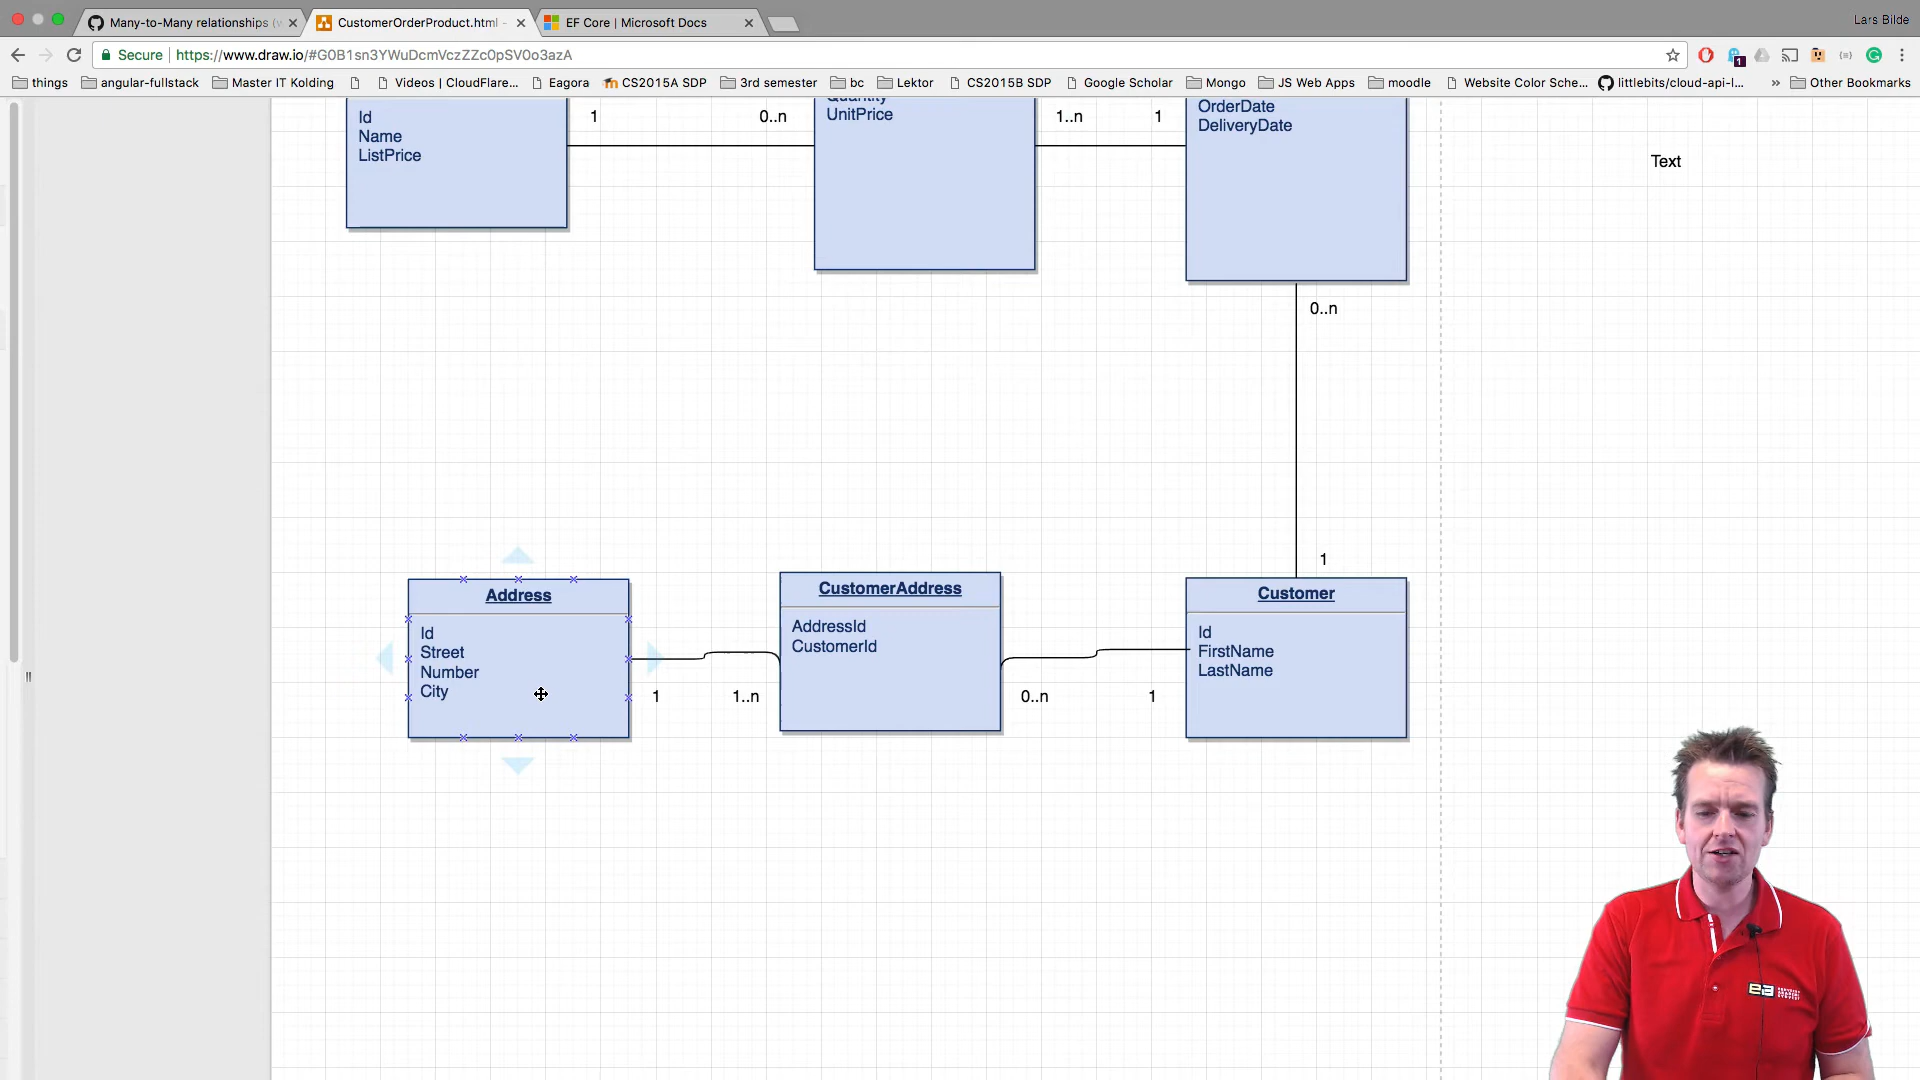 Many-to-Many relationships (
CustomerOrderProduct.html -
EF Core | Microsoft Docs
Lars Bilde
Secure
https://www.draw.io/#G0B1sn3YWuDcmVczZZc0pSV0o3azA
1
things
angular-fullstack
Master IT Kolding
Videos | CloudFlare...
Eagora
CS2015A SDP
3rd semester
bc
Lektor
CS2015B SDP
Google Scholar
Mongo
JS Web Apps
moodle
Website Color Sche...
littlebits/cloud-api-l...
»
Other Bookmarks
Id
Name
ListPrice
1
0..n
Quantity
UnitPrice
1..n
1
OrderDate
DeliveryDate
Text
0..n
1
Address
Id
Street
Number
City
1
1..n
CustomerAddress
AddressId
CustomerId
0..n
1
Customer
Id
FirstName
LastName
ea